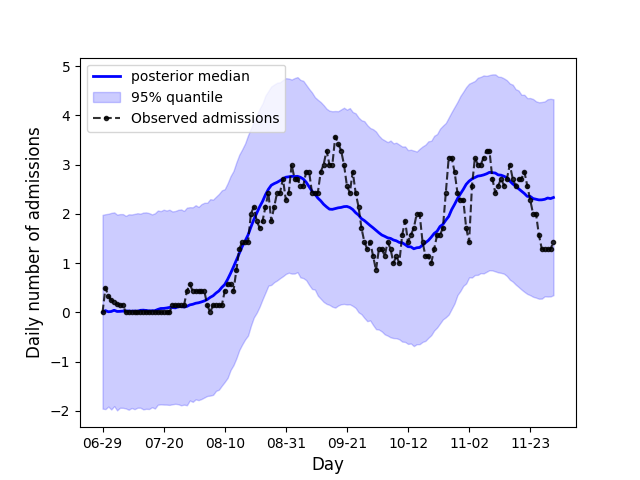 posterior median
95% quantile
Observed admissions
Daily number of admissions
5
4
3
2
1
0
−1
−2
06-29 07-20 08-10 08-31 09-21 10-12 11-02 11-23
Day